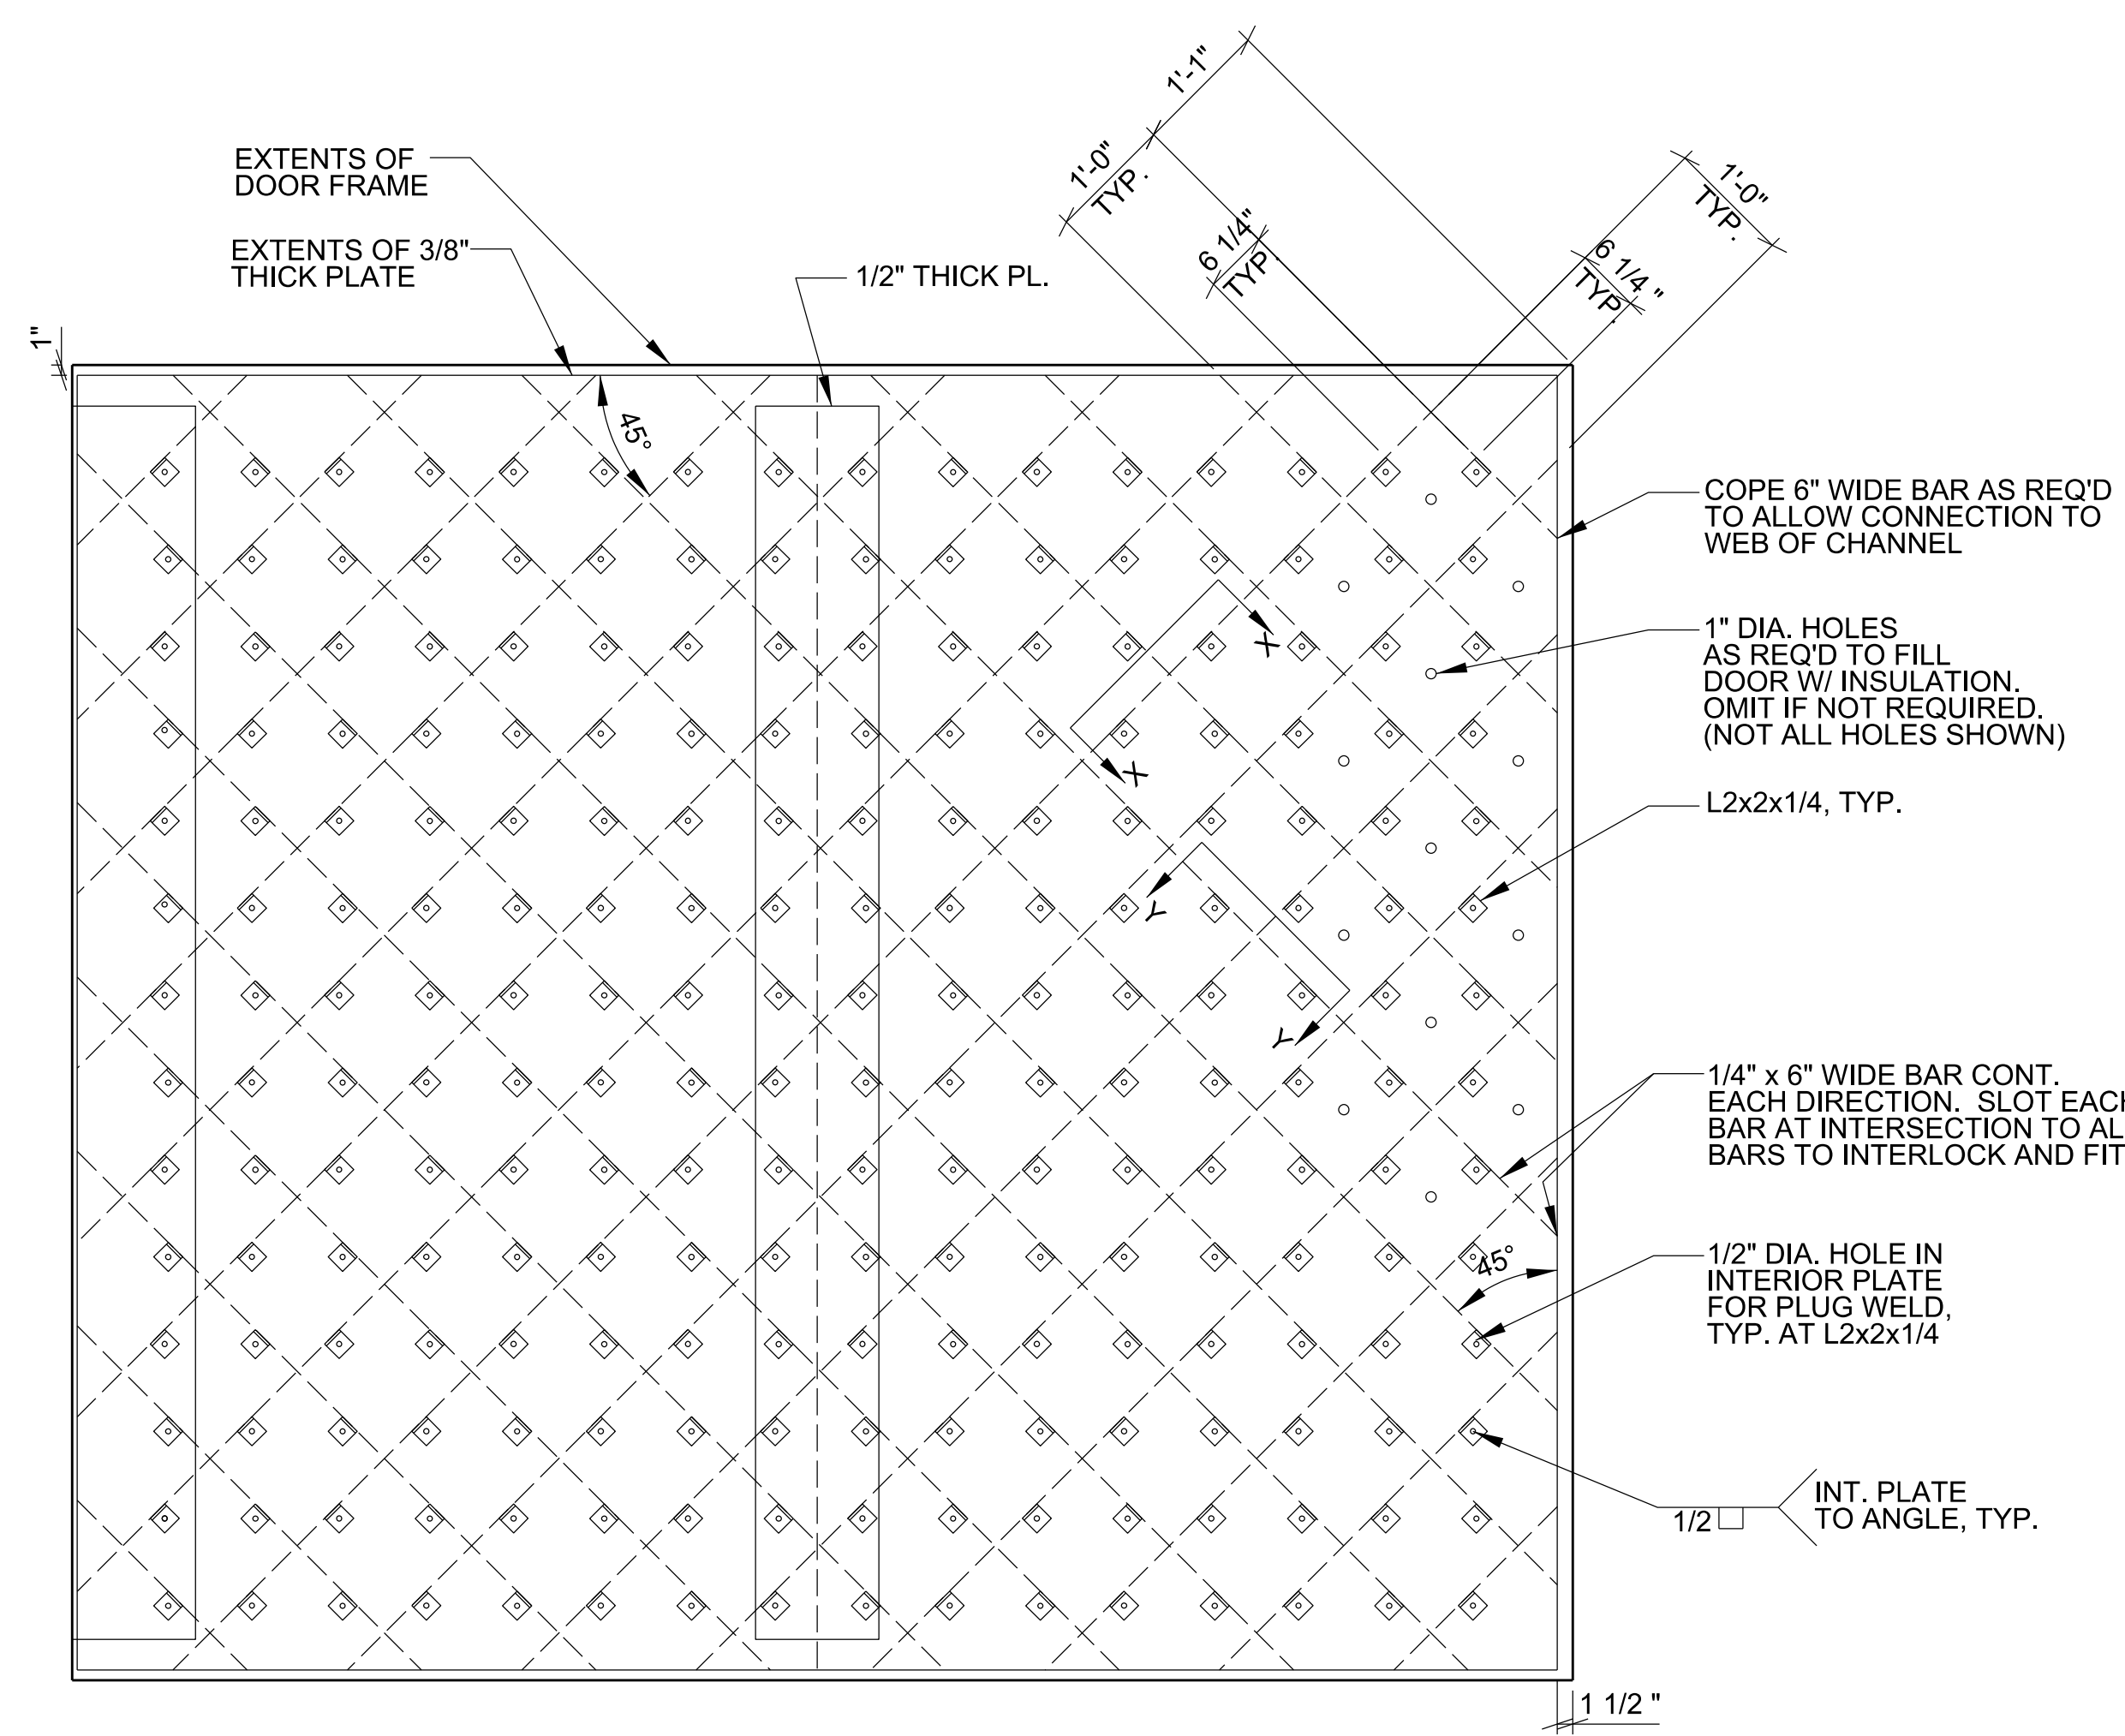 1'-1"
1'-0"
TYP.
6 1/4"
TYP.
1'-0"
TYP.
6 1/4 "
TYP.
EXTENTS OF
DOOR FRAME
EXTENTS OF 3/8"
THICK PLATE
1/2" THICK PL.
1"
45°
COPE 6" WIDE BAR AS REQ'D
TO ALLOW CONNECTION TO
WEB OF CHANNEL
1" DIA. HOLES
AS REQ'D TO FILL
DOOR W/ INSULATION.
OMIT IF NOT REQUIRED.
(NOT ALL HOLES SHOWN)
X
X
L2x2x1/4, TYP.
Y
Y
1/4" x 6" WIDE BAR CONT.
EACH DIRECTION. SLOT EACH
BAR AT INTERSECTION TO AL
BARS TO INTERLOCK AND FIT
45°
1/2" DIA. HOLE IN
INTERIOR PLATE
FOR PLUG WELD,
TYP. AT L2x2x1/4
INT. PLATE
TO ANGLE, TYP.
1/2
1 1/2 "